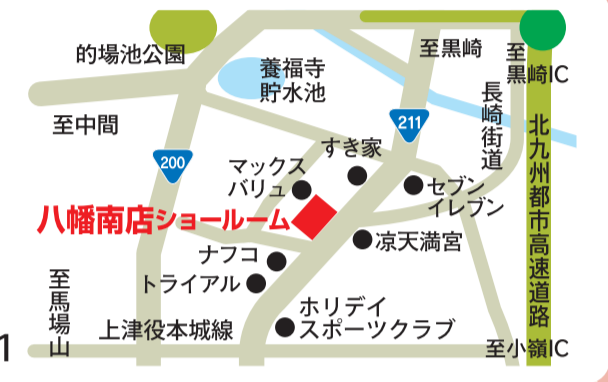 的場池公園
至黒崎
至
黒崎IC
養福寺
貯水池
長崎街道
至中間
211
北九州都市高速道路
200
すき家
マックス
バリュ
セブン
イレブン
八幡南店ショールーム
凉天満宮
ナフコ
トライアル
至馬場山
ホリデイ
スポーツクラブ
上津役本城線
至小嶺IC
1